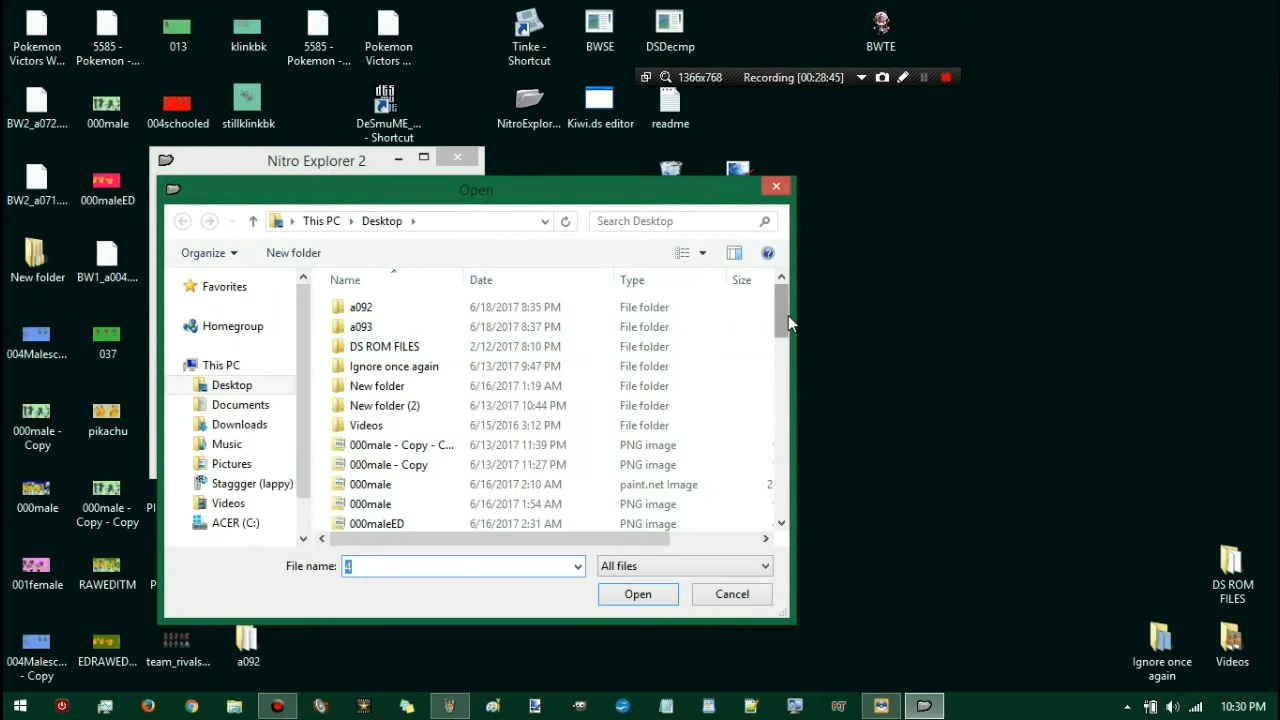 Pokemon Victors W...
5585 - Pokemon -...
013
klinkbk
5585 - Pokemon -...
Pokemon Victors ...
Tinke - Shortcut
BWSE
DSDecmp
BWTE
1366x768
Recording [00:28:45]
BW2_a072....
000male
004schooled
stillklinkbk
DeSmuME_... - Shortcut
NitroExplor...
Kiwi.ds editor
readme
Nitro Explorer 2
BW2_a071....
000maleED
Open
This PC
Desktop
Search Desktop
Organize
New folder
New folder
BW1_a004....
Name
Date
Type
Size
Favorites
Homegroup
This PC
Desktop
Documents
Downloads
Music
Pictures
Staggger (lappy)
Videos
ACER (C:)
a092
6/18/2017 8:35 PM
File folder
a093
6/18/2017 8:37 PM
File folder
DS ROM FILES
2/12/2017 8:10 PM
File folder
Ignore once again
6/13/2017 9:47 PM
File folder
New folder
6/16/2017 1:19 AM
File folder
New folder (2)
6/13/2017 10:44 PM
File folder
Videos
6/15/2016 3:12 PM
File folder
000male - Copy - C...
6/13/2017 11:39 PM
PNG image
000male - Copy
6/13/2017 11:27 PM
PNG image
000male
6/16/2017 2:10 AM
paint.net Image
2
000male
6/16/2017 1:54 AM
PNG image
000maleED
6/16/2017 2:31 AM
PNG image
004Malesc...
037
000male - Copy
pikachu
000male
000male - Copy - Copy
PI
File name:
4
All files
Open
Cancel
001female
RAWEDITM
P
DS ROM FILES
004Malesc... - Copy
EDRAWED...
team_rivals...
a092
Ignore once again
Videos
10:30 PM